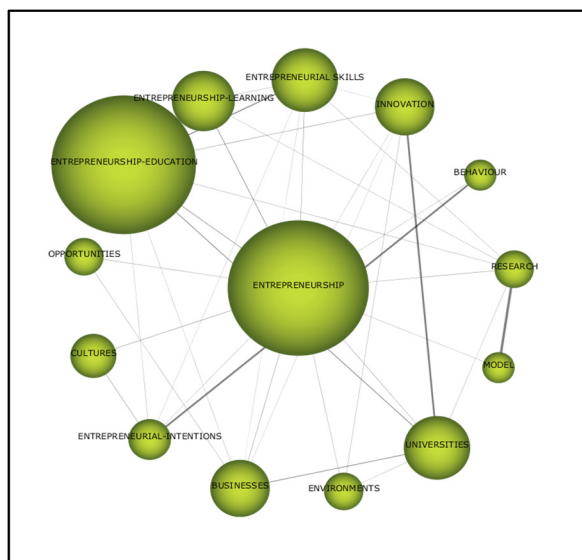 ENTREPRENEURIAL SKILLS
ENTREPRENEURSHIP-LEARNING
INNOVATION
ENTREPRENEURSHIP-EDUCATION
BEHAVIOUR
OPPORTUNITIES
RESEARCH
ENTREPRENEURSHIP
CULTURES
MODEL
ENTREPRENEURIAL-INTENTIONS
UNIVERSITIES
BUSINESSES
ENVIRONMENTS